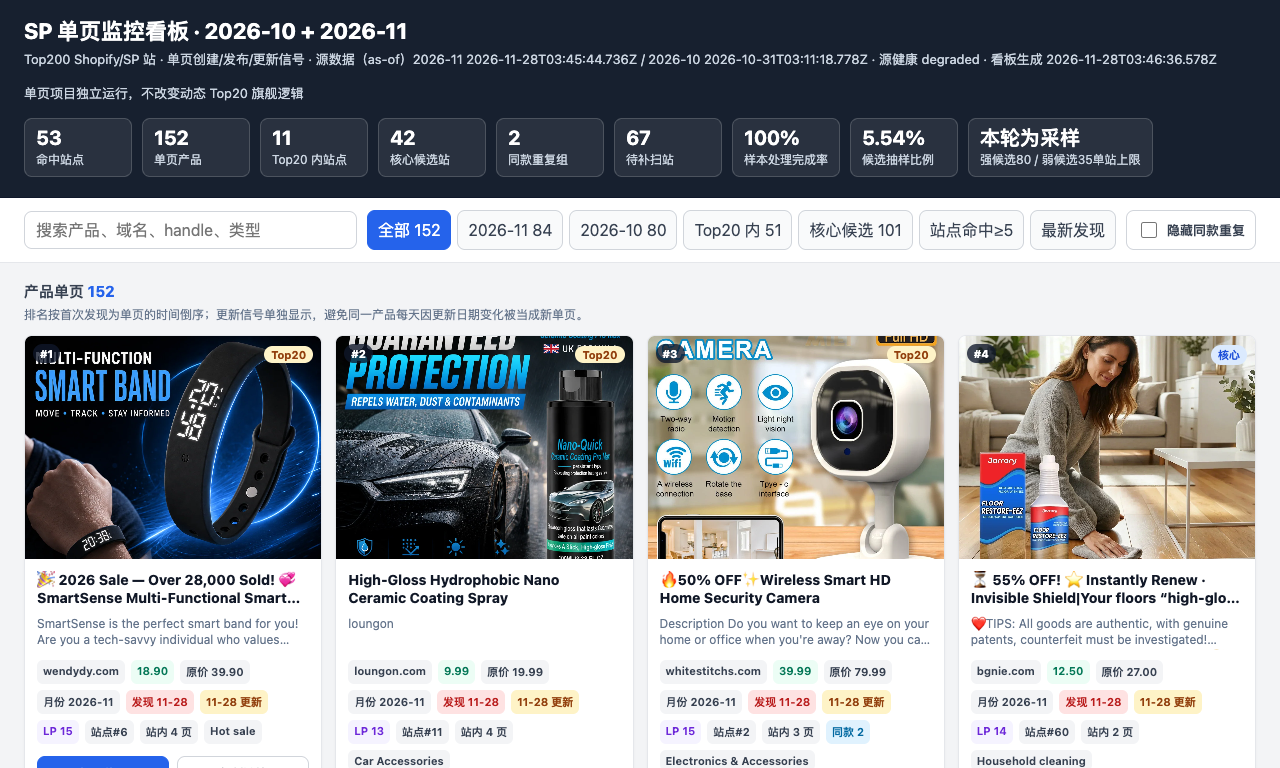 SP 单页监控看板 · 2026-10 + 2026-11
Top200 Shopify/SP 站 · 单页创建/发布/更新信号 · 源数据（as-of）2026-11 2026-11-28T03:45:44.736Z / 2026-10 2026-10-31T03:11:18.778Z · 源健康 degraded · 看板生成 2026-11-28T03:46:36.578Z
单页项目独立运行，不改变动态 Top20 旗舰逻辑
53
命中站点
152
单页产品
11
Top20 内站点
42
核心候选站
2
同款重复组
67
待补扫站
100%
样本处理完成率
5.54%
候选抽样比例
本轮为采样
强候选80 / 弱候选35单站上限
搜索产品、域名、handle、类型
全部 152
2026-11 84
2026-10 80
Top20 内 51
核心候选 101
站点命中≥5
最新发现
隐藏同款重复
产品单页 152
排名按首次发现为单页的时间倒序；更新信号单独显示，避免同一产品每天因更新日期变化被当成新单页。
#1
Top20
MULTI-FUNCTION
SMART BAND
MOVE • TRACK • STAY INFORMED
🎉 2026 Sale — Over 28,000 Sold! 💞
SmartSense Multi-Functional Smart...
SmartSense is the perfect smart band for you!
Are you a tech-savvy individual who values...
wendydy.com
18.90
原价 39.90
月份 2026-11
发现 11-28
11-28 更新
LP 15
站点#6
站内 4 页
Hot sale
#2
Top20
GUARANTEED
PROTECTION
REPELS WATER, DUST & CONTAMINANTS
Nano-Quick
High-Gloss Hydrophobic Nano
Ceramic Coating Spray
loungon
loungon.com
9.99
原价 19.99
月份 2026-11
发现 11-28
11-28 更新
LP 13
站点#11
站内 4 页
Car Accessories
#3
Top20
Full HD
CAMERA
Two-way
radio
Motion
detection
Light night
vision
Wifi
A wireless
connection
Rotate the
case
Tpye - c
interface
🔥50% OFF✨Wireless Smart HD
Home Security Camera
Description Do you want to keep an eye on your
home or office when you're away? Now you ca...
whitestitchs.com
39.99
原价 79.99
月份 2026-11
发现 11-28
11-28 更新
LP 15
站点#2
站内 3 页
同款 2
Electronics & Accessories
#4
核心
Jarrary
FLOOR
RESTORE-EEZ
⏳ 55% OFF! ⭐ Instantly Renew ·
Invisible Shield|Your floors “high-glo...
❤️TIPS: All goods are authentic, with genuine
patents, counterfeit must be investigated!...
bgnie.com
12.50
原价 27.00
月份 2026-11
发现 11-28
11-28 更新
LP 14
站点#60
站内 2 页
Household cleaning